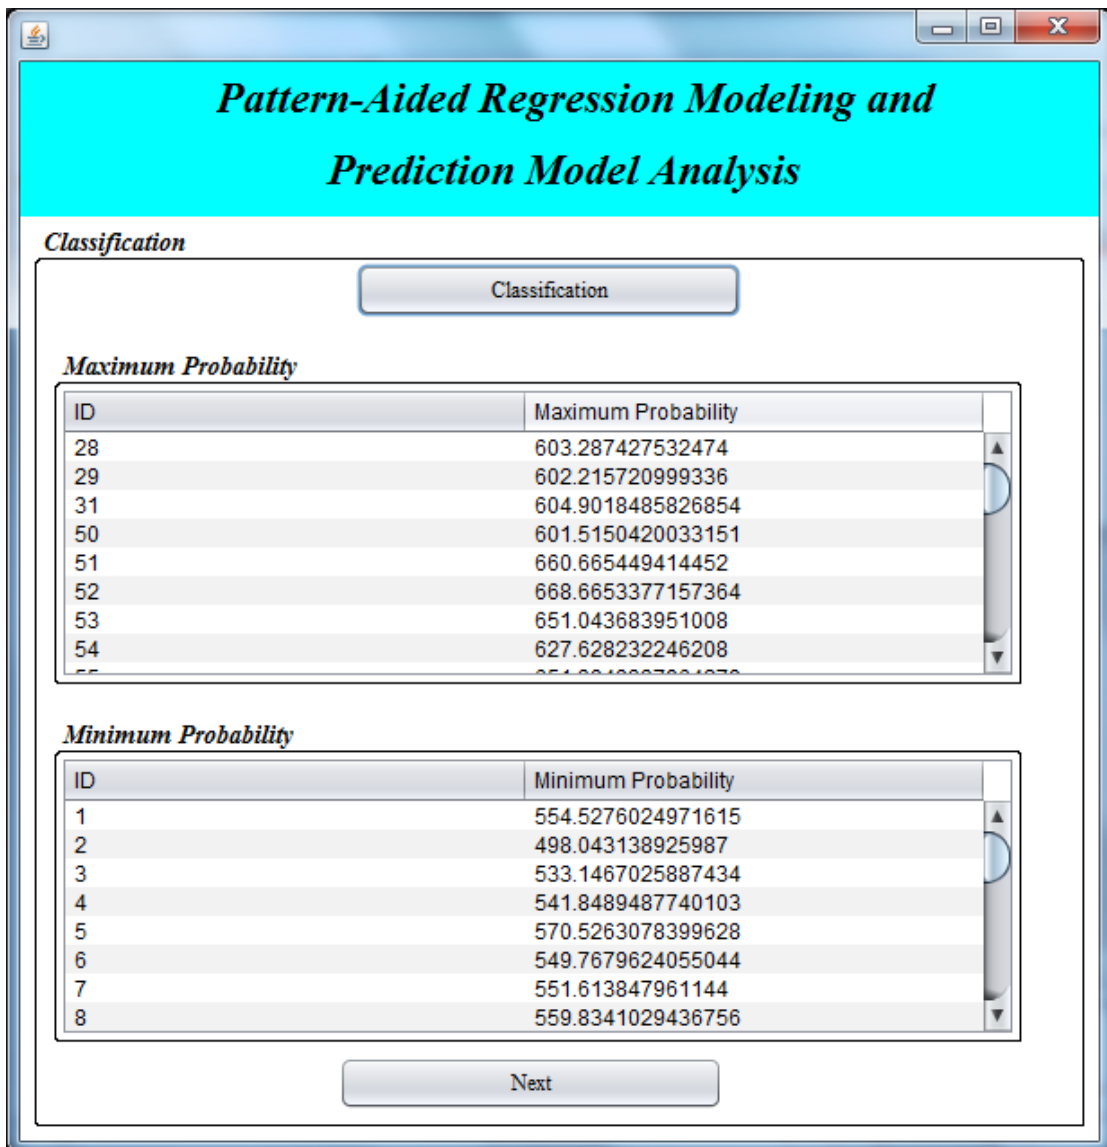 Pattern-Aided Regression Modeling and
Prediction Model Analysis
Classification
Classification
Maximum Probability
ID Maximum Probability
28 603.287427532474
29 602.215720999336
31 604.9018485826854
50 601.5150420033151
51 660.665449414452
52 668.6653377157364
53 651.043683951008
54 627.628232246208
Minimum Probability
ID Minimum Probability
1 554.5276024971615
2 498.043138925987
3 533.1467025887434
4 541.8489487740103
5 570.5263078399628
6 549.7679624055044
7 551.613847961144
8 559.8341029436756
Next